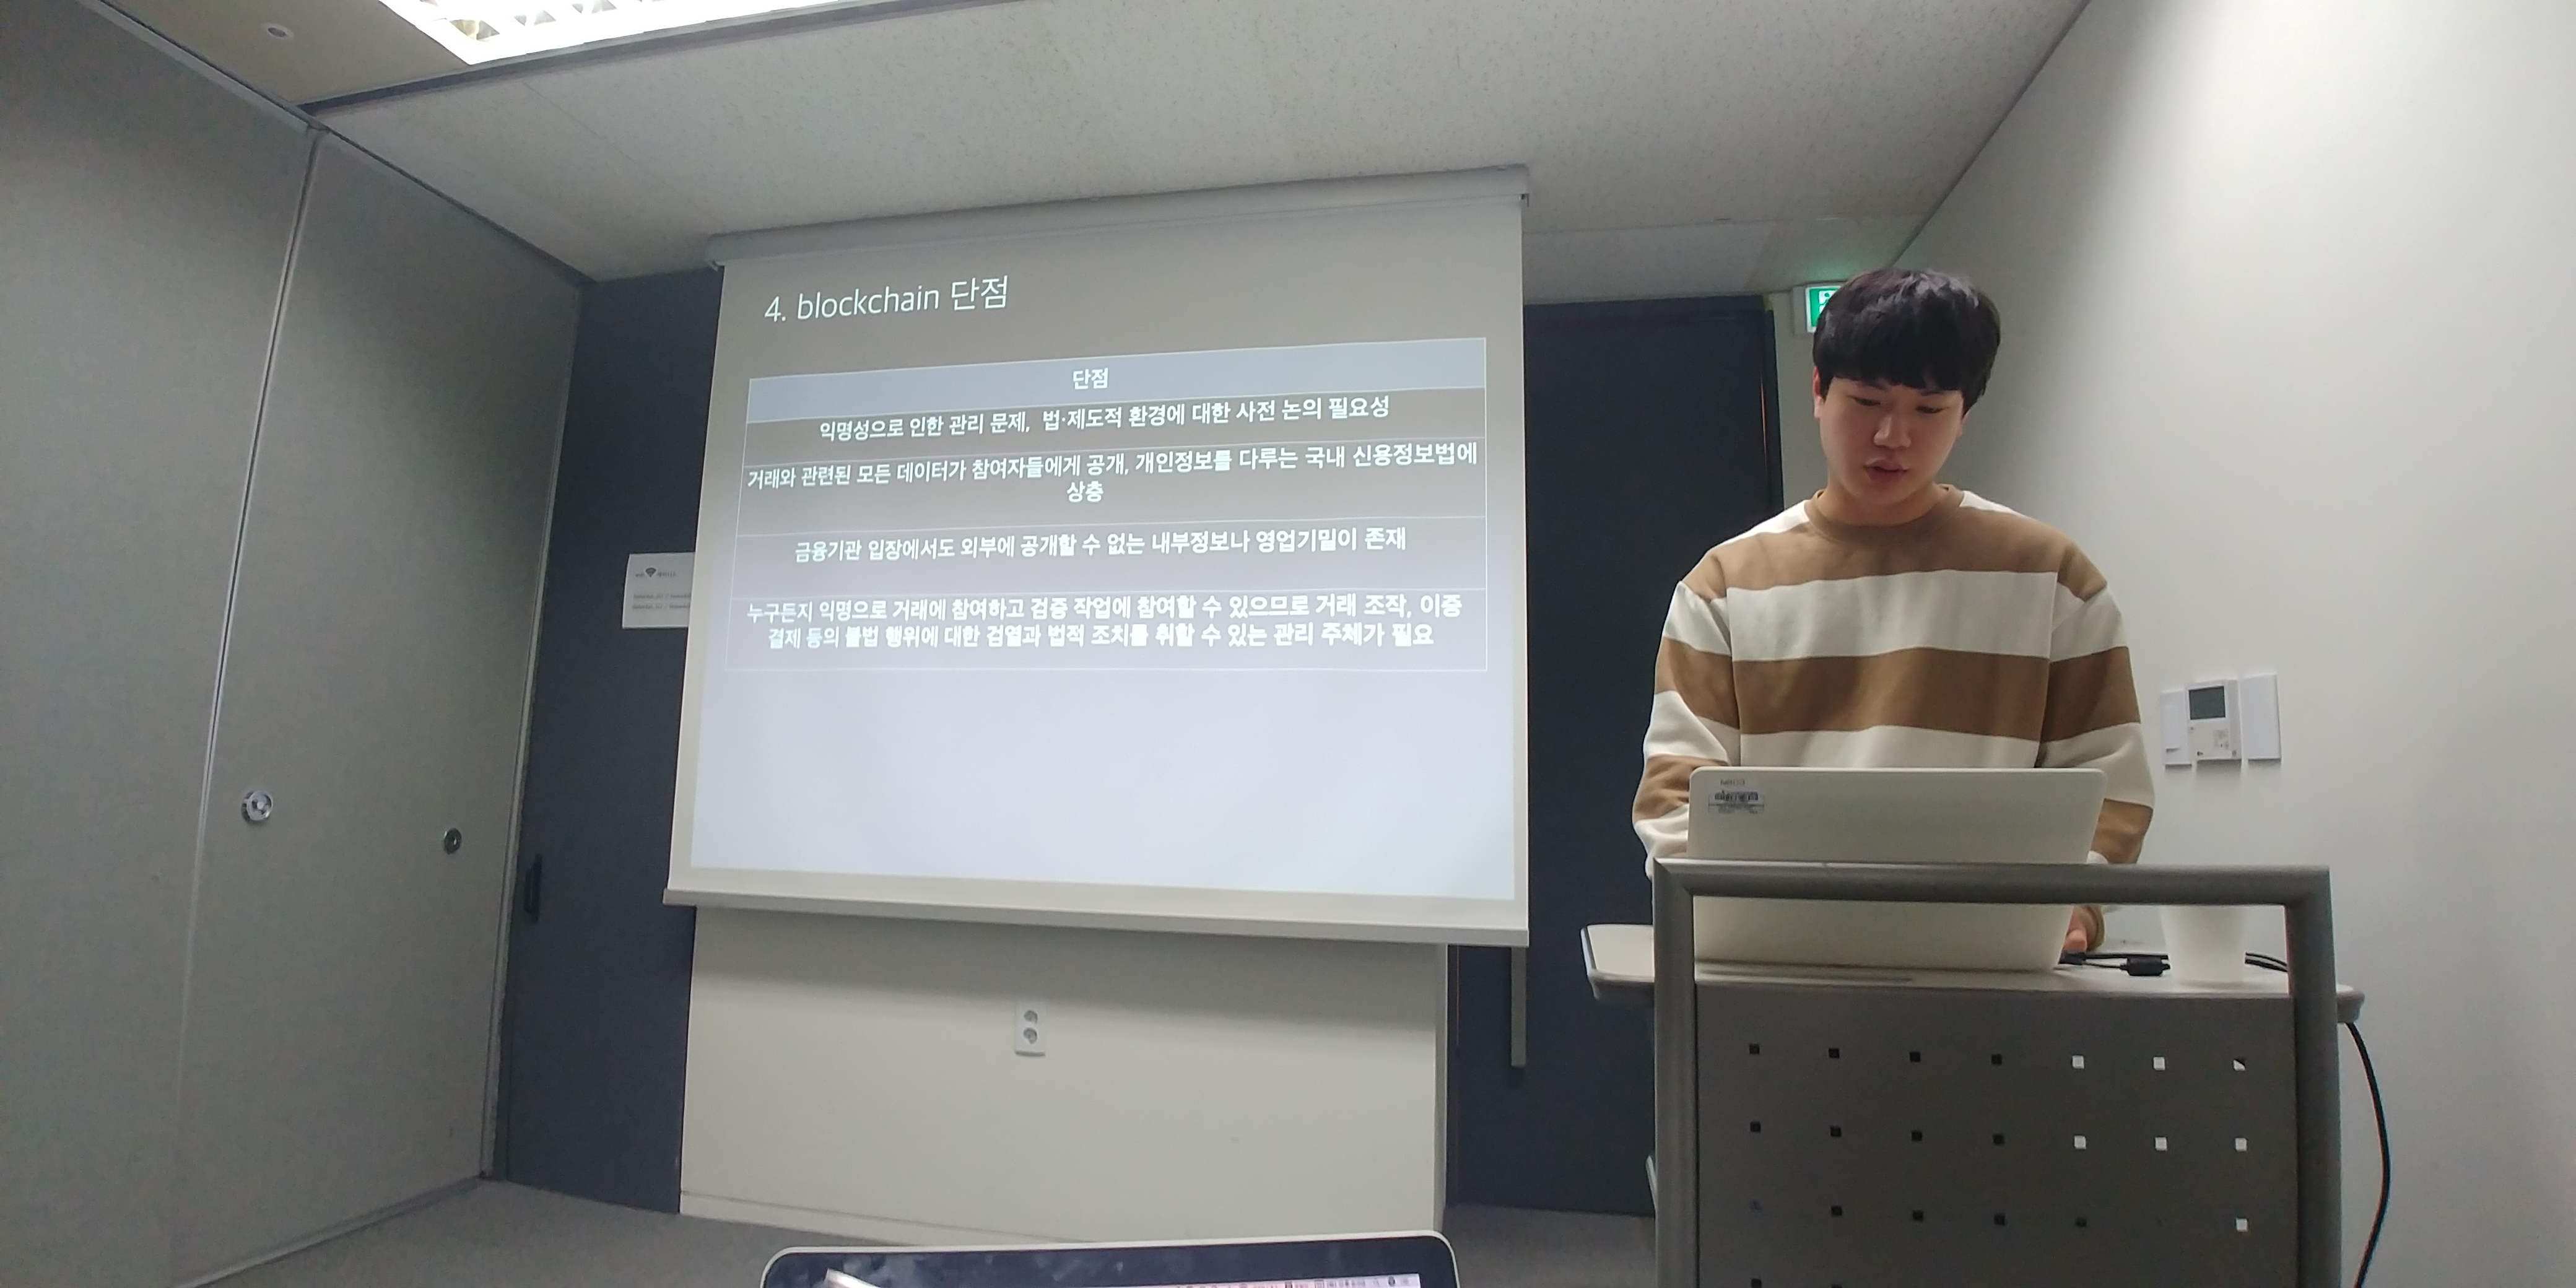 4. blockchain 단점
단점
익명성으로 인한 관리 문제, 법·제도적 환경에 대한 사전 논의 필요성
거래와 관련된 모든 데이터가 참여자들에게 공개, 개인정보를 다루는 국내 신용정보법에
상충
금융기관 입장에서도 외부에 공개할 수 없는 내부정보나 영업기밀이 존재
누구든지 익명으로 거래에 참여하고 검증 작업에 참여할 수 있으므로 거래 조작, 이중
결제 등의 불법 행위에 대한 검열과 법적 조치를 취할 수 있는 관리 주체가 필요